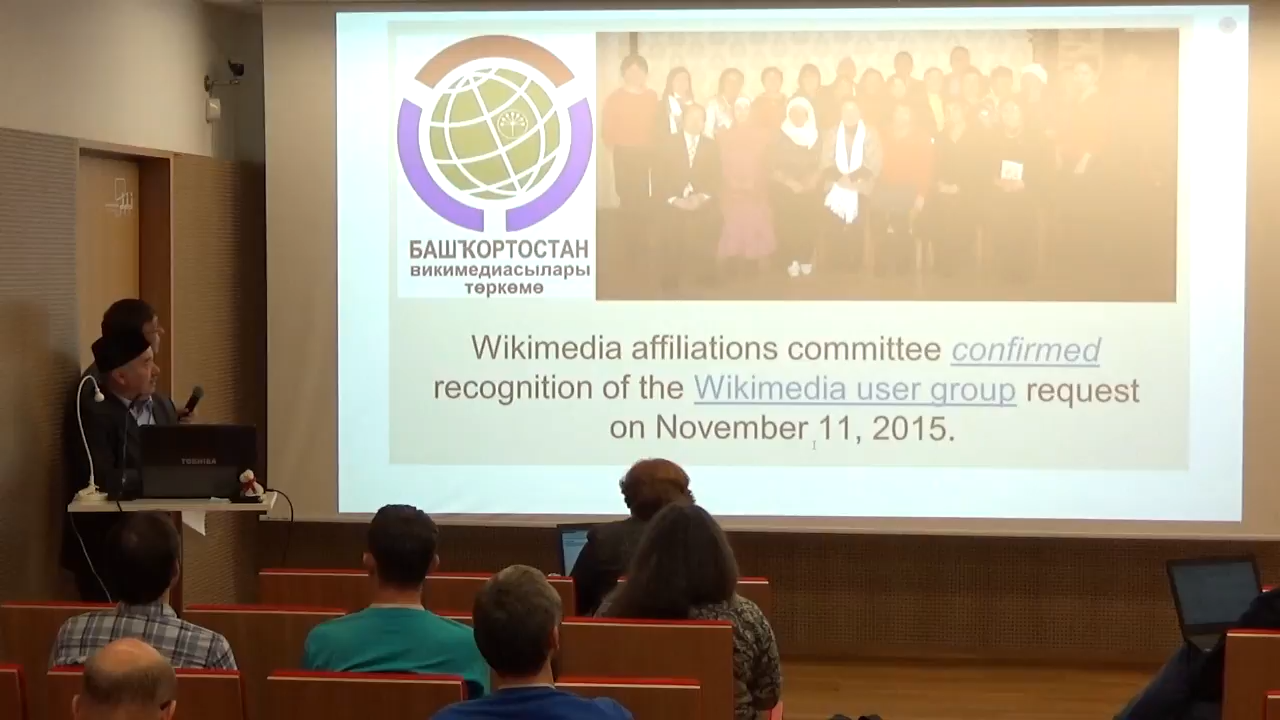 БАШҠОРТОСТАН
викимедиасылары
төркөмө
Wikimedia affiliations committee confirmed
recognition of the Wikimedia user group request
on November 11, 2015.
TOSHIBA